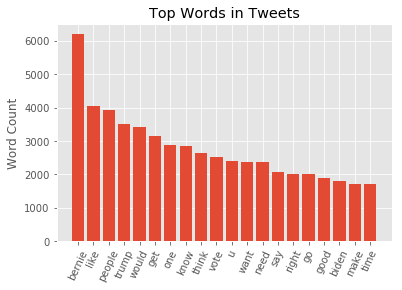 Top Words in Tweets
Word Count
6000
5000
4000
3000
2000
1000
0
bernie
like
people
trump
would
get
one
know
think
vote
u
want
need
say
right
go
good
biden
make
time